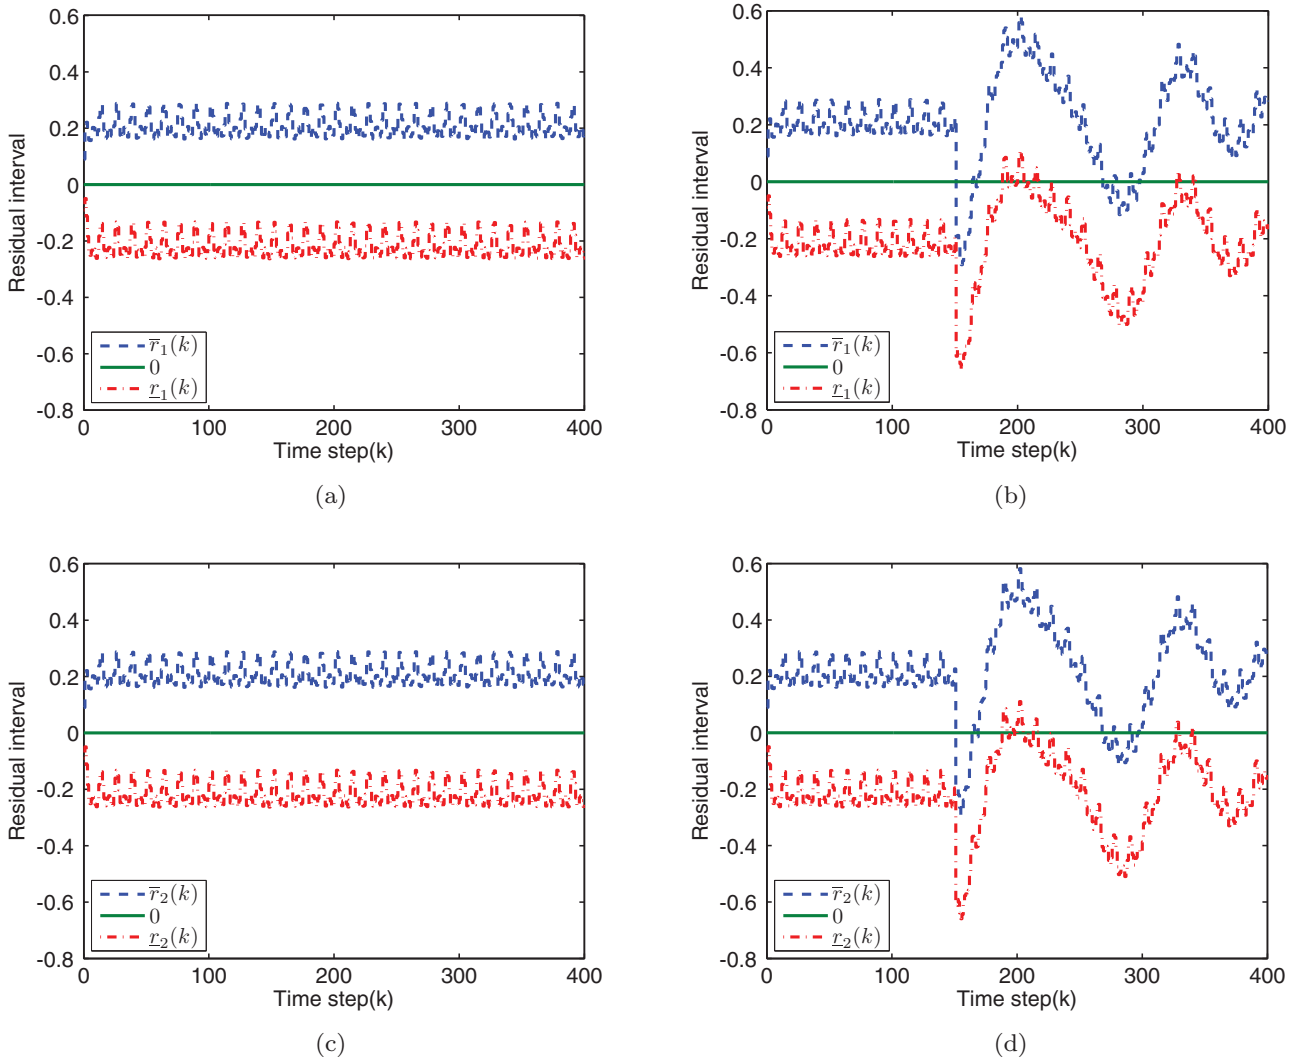 0.6
0.4
0.2
0
-0.2
-0.4
-0.6
-0.8
Residual interval
r̅₁(k)
0
r̲₁(k)
0 100 200 300 400
Time step(k)
(a)
0.6
0.4
0.2
0
-0.2
-0.4
-0.6
-0.8
Residual interval
r̅₁(k)
0
r̲₁(k)
0 100 200 300 400
Time step(k)
(b)
0.6
0.4
0.2
0
-0.2
-0.4
-0.6
-0.8
Residual interval
r̅₂(k)
0
r̲₂(k)
0 100 200 300 400
Time step(k)
(c)
0.6
0.4
0.2
0
-0.2
-0.4
-0.6
-0.8
Residual interval
r̅₂(k)
0
r̲₂(k)
0 100 200 300 400
Time step(k)
(d)